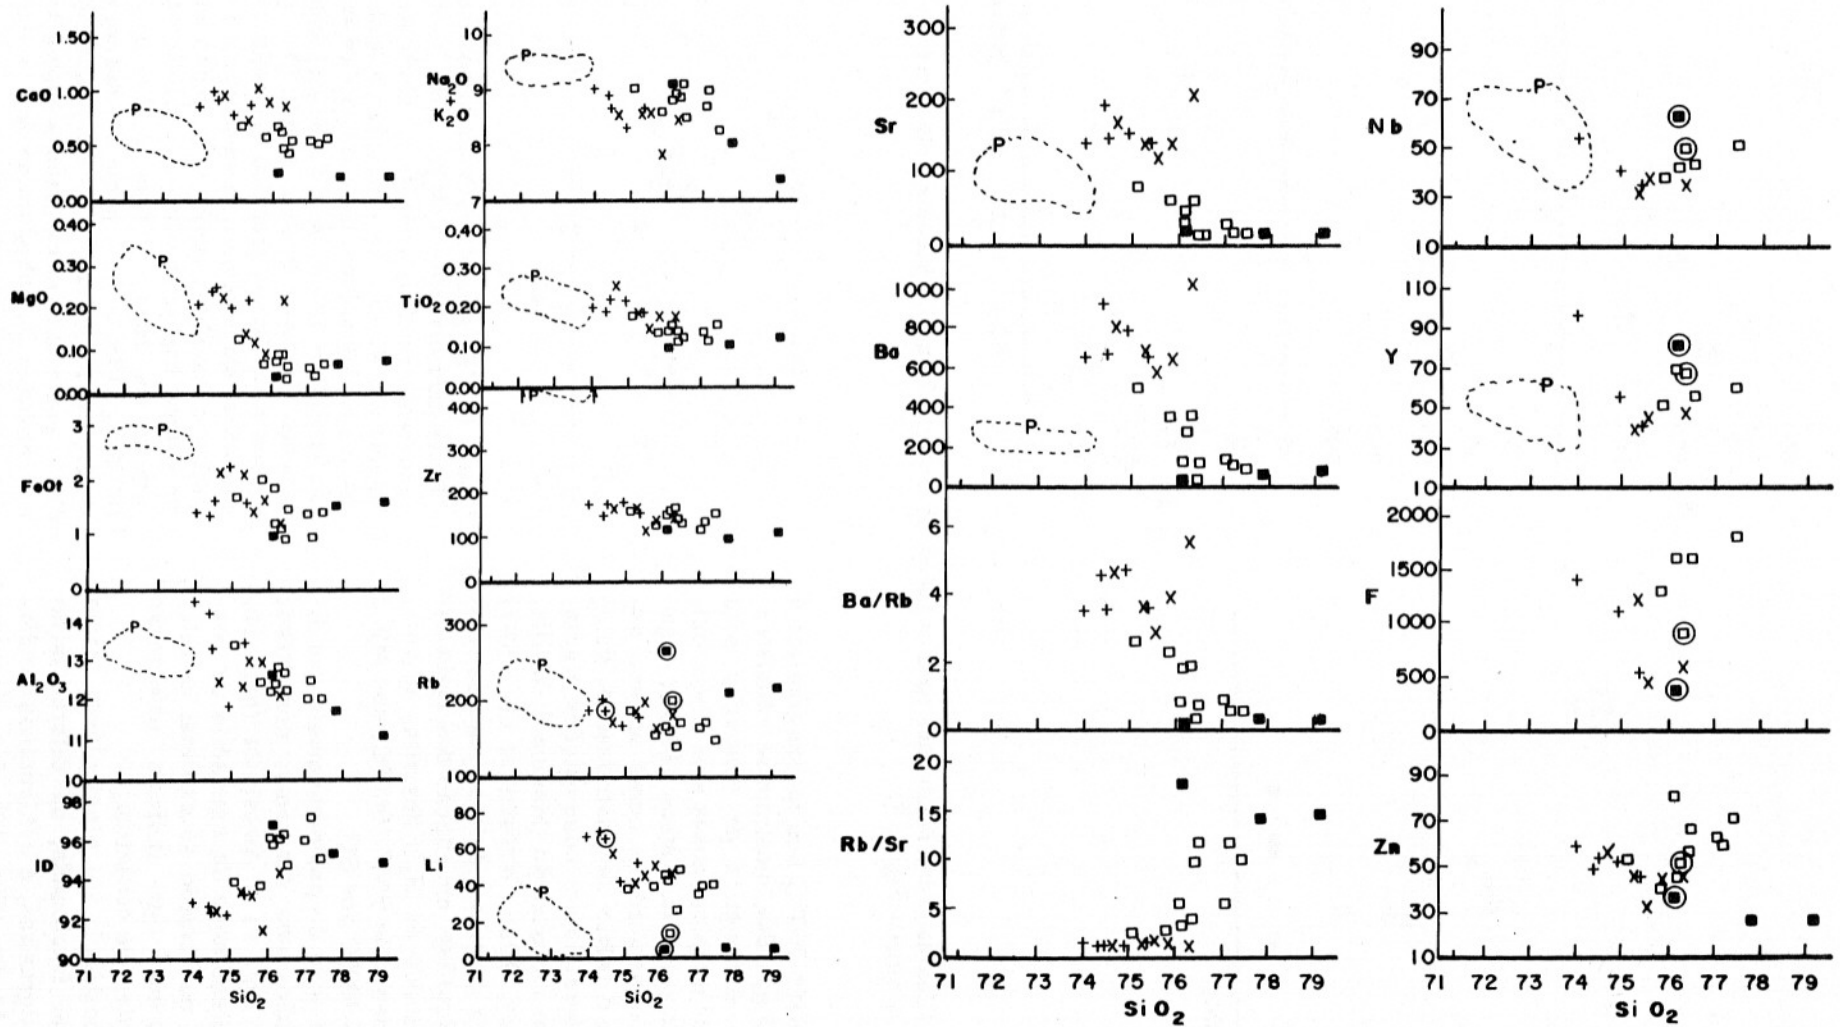 1.50
CaO 1.00
0.50
0.00
P
0.40
0.30
MgO 0.20
0.10
0.00
P
3
FeOt 2
1
0
P
14
13
Al2O3 12
11
10
P
98
96
ID 94
92
90
71 72 73 74 75 76 77 78 79
SiO2
10
Na2O + K2O 9
8
7
P
0.40
0.30
TiO2 0.20
0.10
0.00
P
400
300
Zr 200
100
0
P
300
Rb 200
100
P
80
60
Li 40
20
0
P
71 72 73 74 75 76 77 78 79
SiO2
300
200
Sr
100
0
P
1000
800
Ba
600
400
200
0
P
6
Ba/Rb 4
2
0
20
15
Rb/Sr 10
5
0
71 72 73 74 75 76 77 78 79
SiO2
90
70
Nb 50
30
10
P
110
90
Y 70
50
30
10
P
2000
1500
F 1000
500
0
90
70
Zn 50
30
10
71 72 73 74 75 76 77 78 79
SiO2